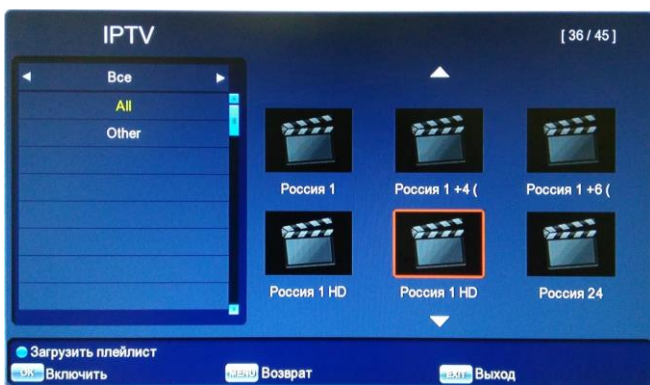 IPTV
[ 36 / 45 ]
Все
All
Other
Россия 1
Россия 1 +4 (
Россия 1 +6 (
Россия 1 HD
Россия 1 HD
Россия 24
Загрузить плейлист
OK Включить
MENU Возврат
EXIT Выход